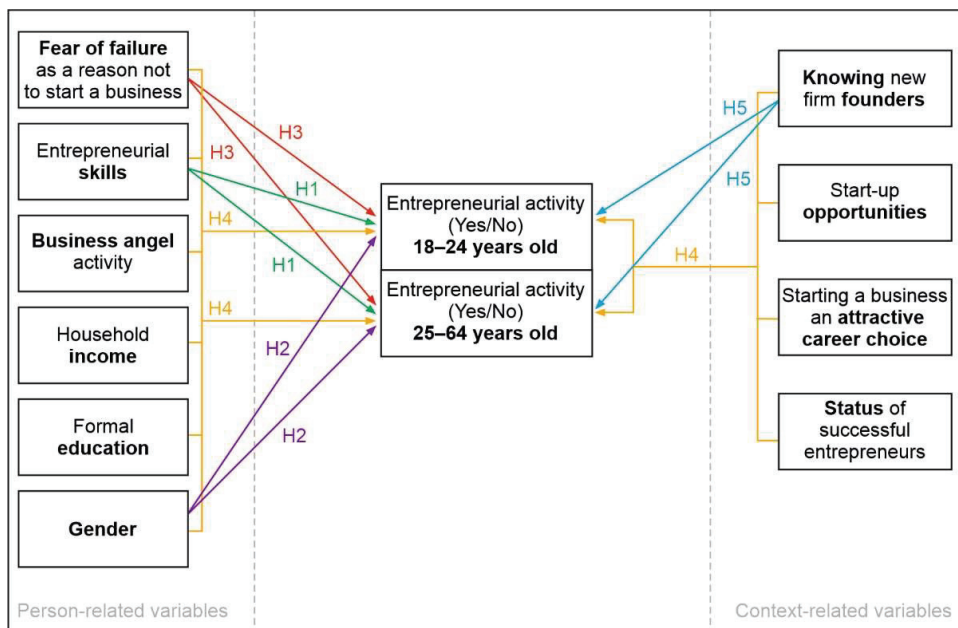 Fear of failure
as a reason not
to start a business
Entrepreneurial
skills
Business angel
activity
Household
income
Formal
education
Gender
Person-related variables
H3
H3
H1
H4
H1
H4
H2
H2
Entrepreneurial activity
(Yes/No)
18–24 years old
Entrepreneurial activity
(Yes/No)
25–64 years old
H5
H5
H4
Knowing new
firm founders
Start-up
opportunities
Starting a business
an attractive
career choice
Status of
successful
entrepreneurs
Context-related variables